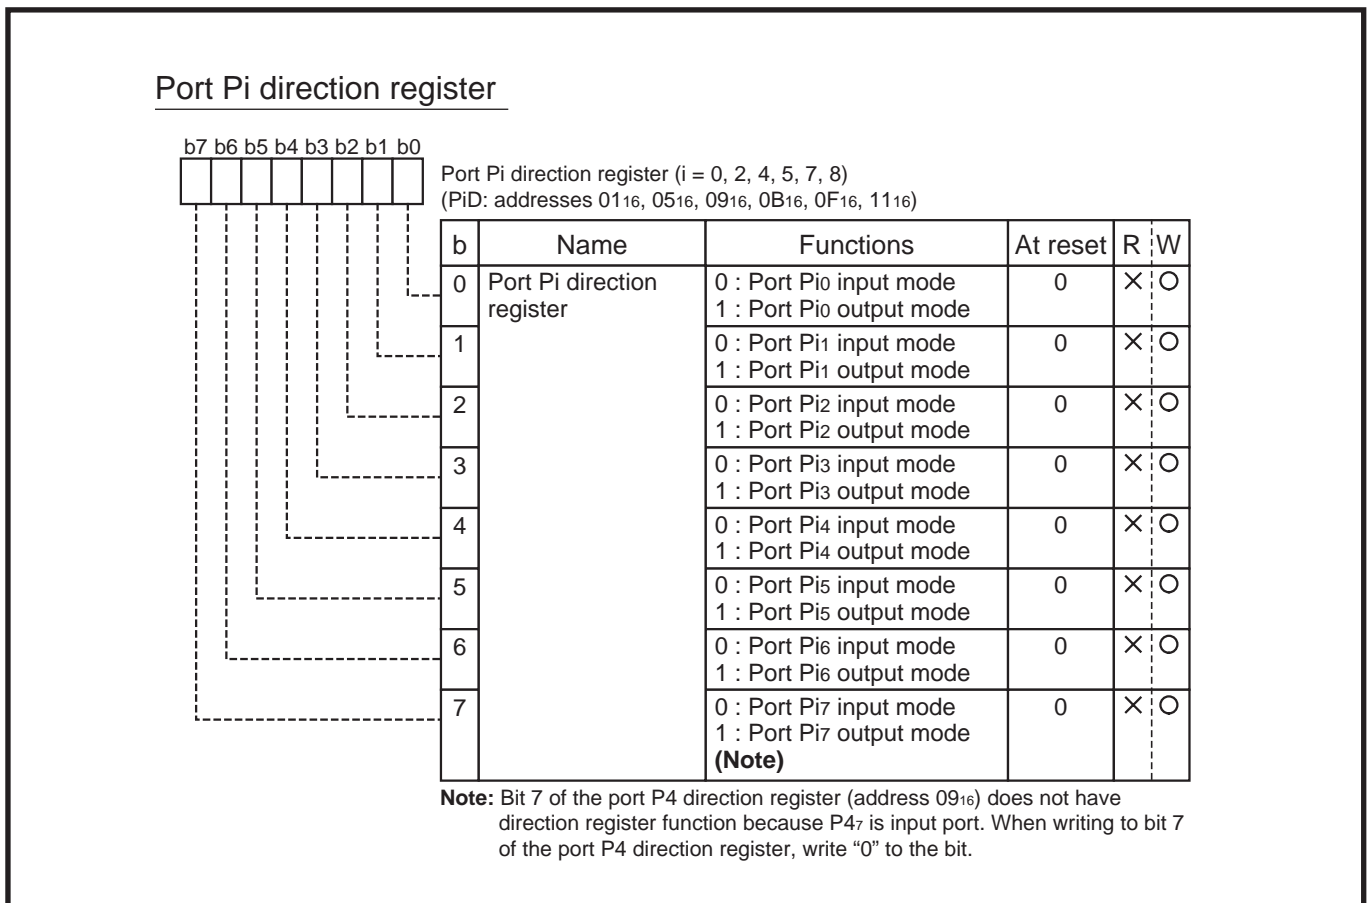 Port Pi direction register
b7 b6 b5 b4 b3 b2 b1 b0
Port Pi direction register (i = 0, 2, 4, 5, 7, 8)
(PiD: addresses 0116, 0516, 0916, 0B16, 0F16, 1116)
b Name Functions At reset R W
0 Port Pi direction 0 : Port Pi0 input mode 0 × ○
register 1 : Port Pi0 output mode
1 0 : Port Pi1 input mode 0 × ○
1 : Port Pi1 output mode
2 0 : Port Pi2 input mode 0 × ○
1 : Port Pi2 output mode
3 0 : Port Pi3 input mode 0 × ○
1 : Port Pi3 output mode
4 0 : Port Pi4 input mode 0 × ○
1 : Port Pi4 output mode
5 0 : Port Pi5 input mode 0 × ○
1 : Port Pi5 output mode
6 0 : Port Pi6 input mode 0 × ○
1 : Port Pi6 output mode
7 0 : Port Pi7 input mode 0 × ○
1 : Port Pi7 output mode
(Note)
Note: Bit 7 of the port P4 direction register (address 0916) does not have
direction register function because P47 is input port. When writing to bit 7
of the port P4 direction register, write “0” to the bit.